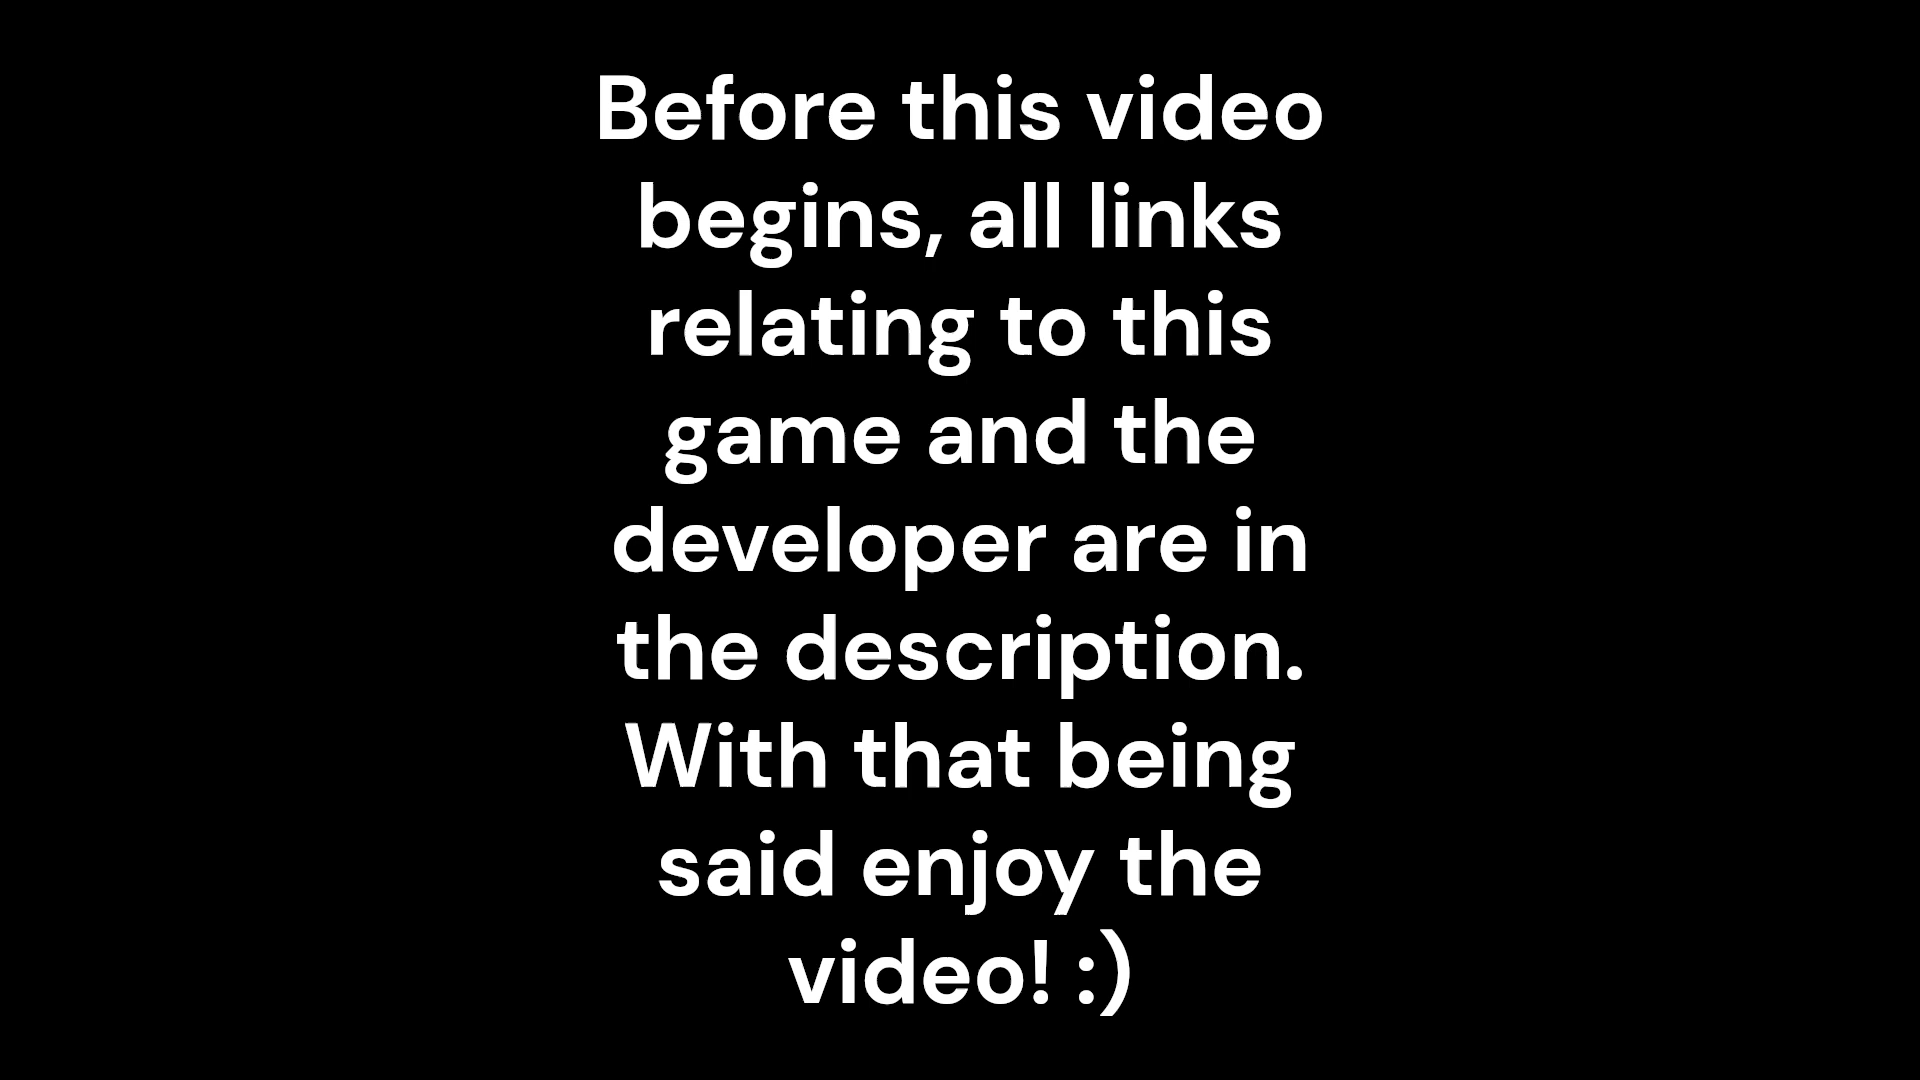 Before this video
begins, all links
relating to this
game and the
developer are in
the description.
With that being
said enjoy the
video! :)